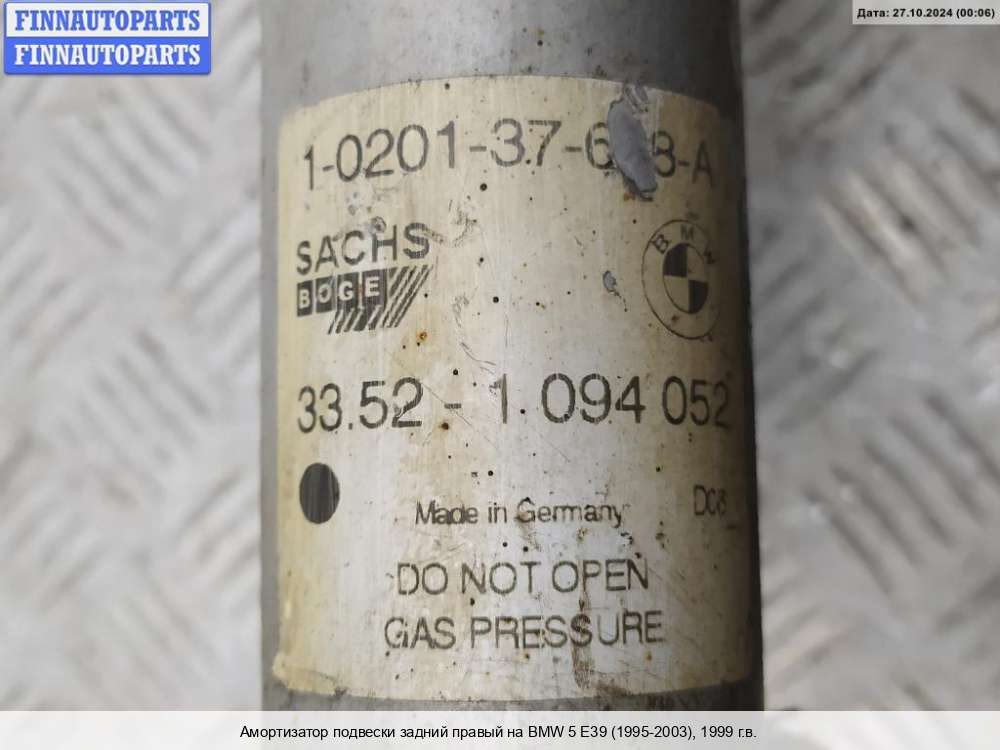 FINNAUTOPARTS
FINNAUTOPARTS
Дата: 27.10.2024 (00:06)
SACHS
BOGE
BMW
33.52 - 1 094 052
Made in Germany
DO NOT OPEN
GAS PRESSURE
Амортизатор подвески задний правый на BMW 5 E39 (1995-2003), 1999 г.в.